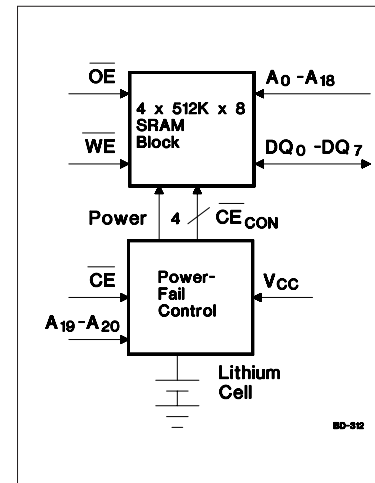 OE
A0 -A18
4 x 512K x 8
SRAM
Block
WE
DQ0 -DQ7
Power
4
CECON
CE
Power-
Fail
Control
VCC
A19-A20
Lithium
Cell
BD-312